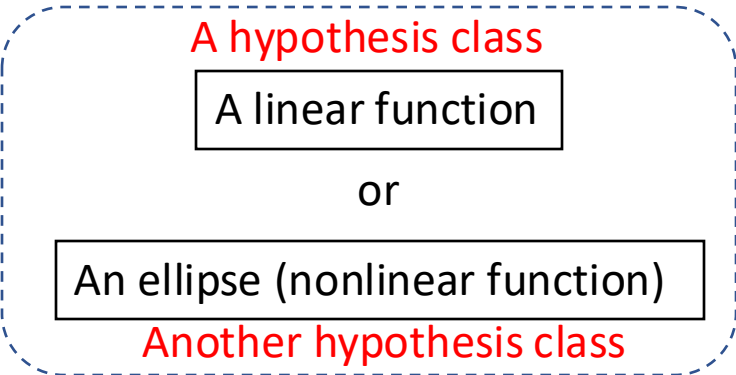 A hypothesis class
A linear function
or
An ellipse (nonlinear function)
Another hypothesis class